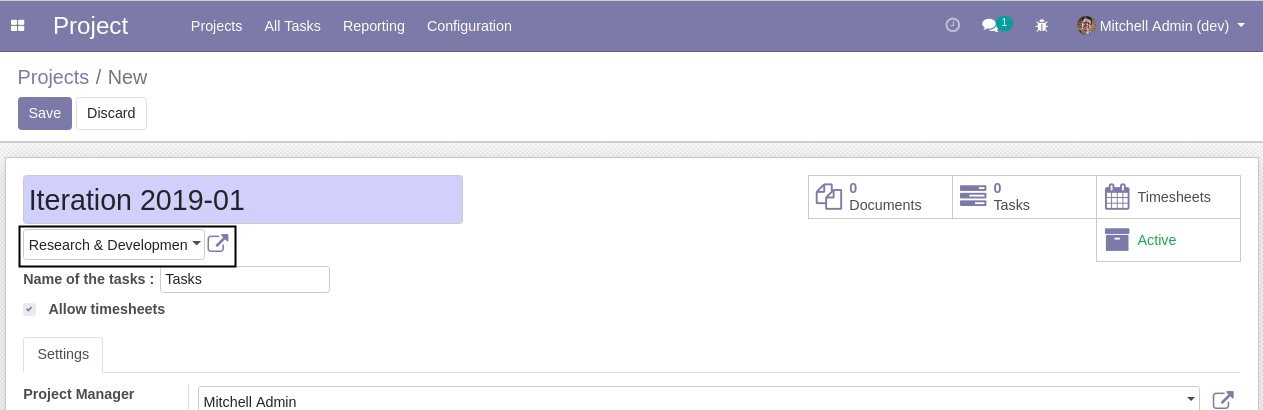 Project Projects All Tasks Reporting Configuration 1 Mitchell Admin (dev)
Projects / New
Save Discard
Iteration 2019-01
0 Documents 0 Tasks Timesheets
Active
Research & Developmen
Name of the tasks : Tasks
Allow timesheets
Settings
Project Manager Mitchell Admin